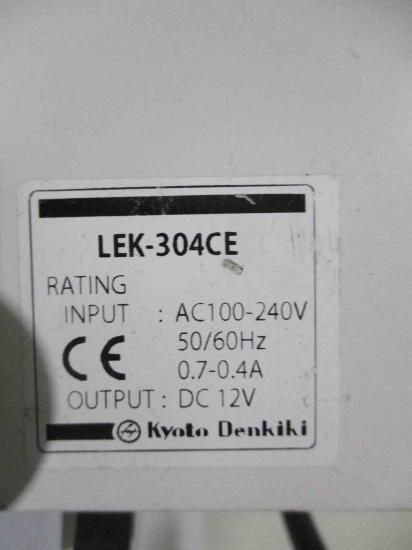 LEK-304CE
RATING
INPUT : AC100-240V
50/60Hz
CE 0.7-0.4A
OUTPUT : DC 12V
Kyoto Denkiki